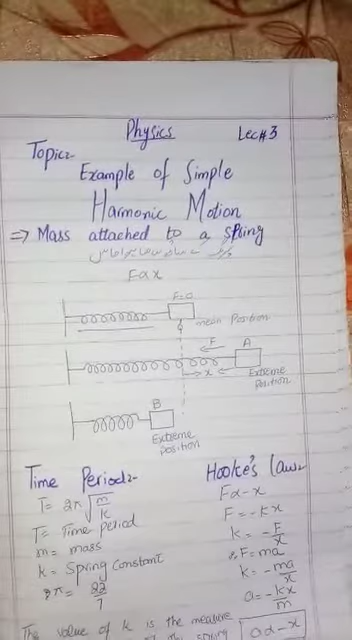 Physics
Lec#3
Topic:-
Example of Simple
Harmonic Motion
=> Mass attached to a spring
F α x
F=0
mean Position
F A
x
Extreme
Position
B
Extreme
Position
Time Period:-
T = 2π √m/k
T = Time period
m = mass
k = Spring Constant
π = 22/7
Hooke's Law:-
F α - x
F = -kx
k = -F/x
F = ma
k = -ma/x
a = -kx/m
a α - x
The value of k is the measure